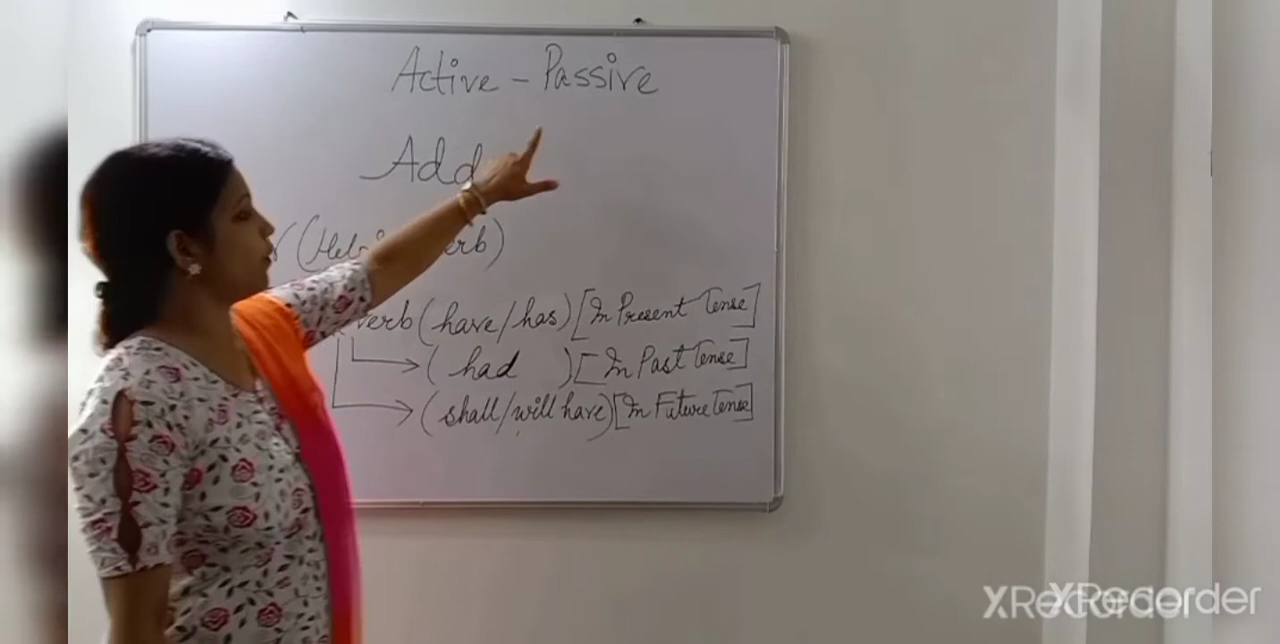 Active - Passive
Add
verb (have/has) [In Present Tense]
(had) [In Past Tense]
(shall/will have) [In Future Tense]
XRecorder